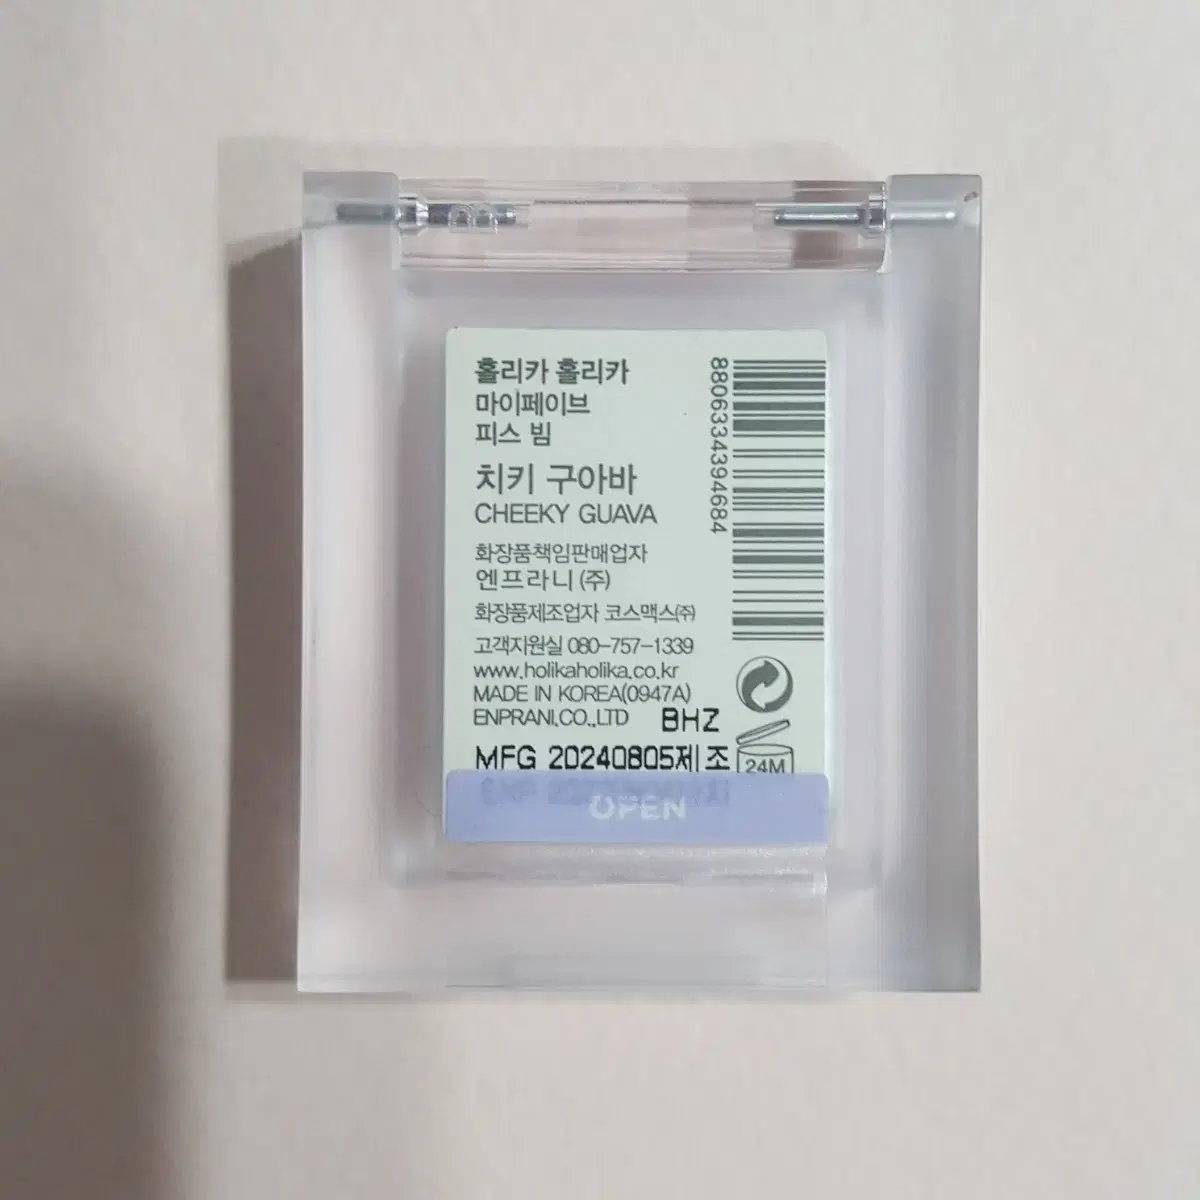 홀리카 홀리카
마이페이브
피스 빔
치키 구아바
CHEEKY GUAVA
화장품책임판매업자
엔프라니(주)
화장품제조업자 코스맥스(주)
고객지원실 080-757-1339
www.holikaholika.co.kr
MADE IN KOREA(0947A)
ENPRANI.CO.,LTD BHZ
MFG 20240805제조
24M
OPEN
8806334394684